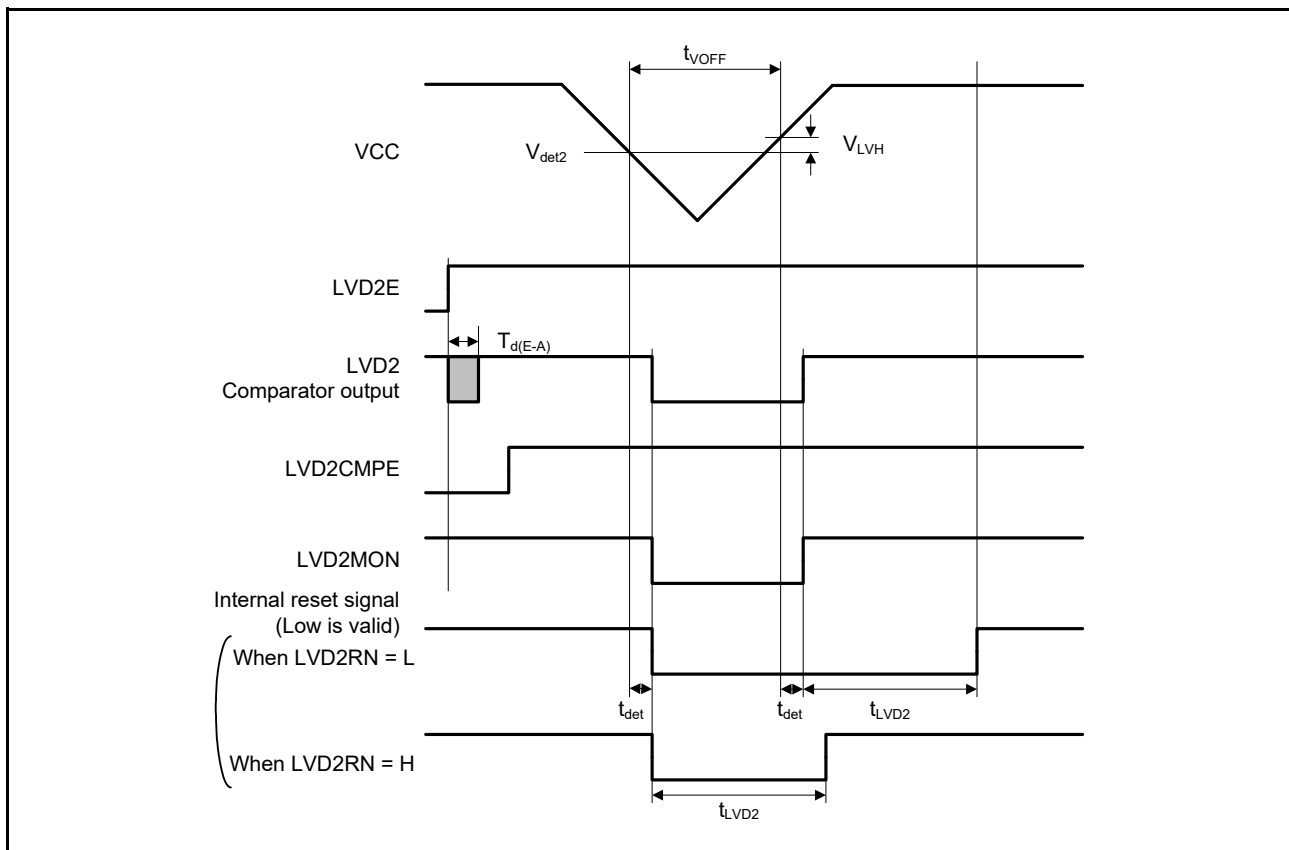 tVOFF
VCC
Vdet2
VLVH
LVD2E
Td(E-A)
LVD2
Comparator output
LVD2CMPE
LVD2MON
Internal reset signal
(Low is valid)
When LVD2RN = L
tdet
tdet
tLVD2
When LVD2RN = H
tLVD2